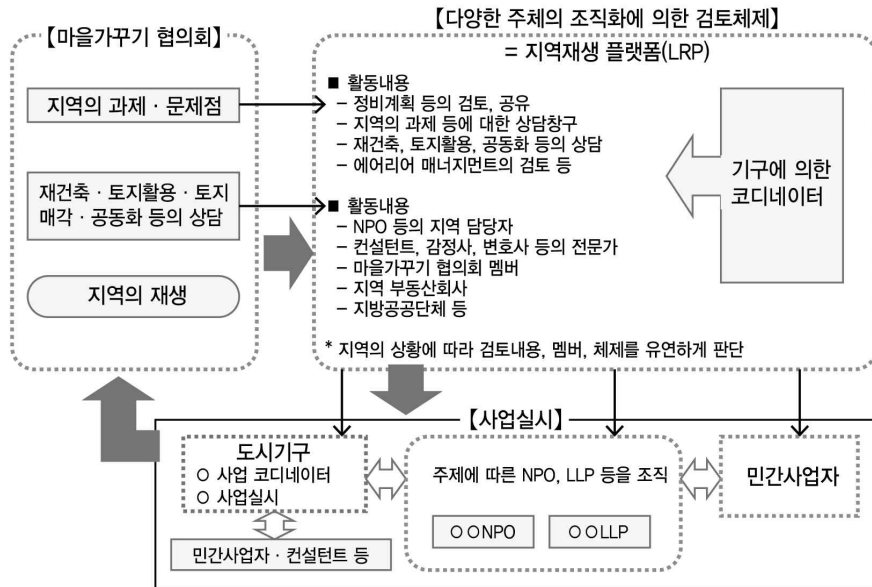 【마을가꾸기 협의회】
지역의 과제 · 문제점
재건축 · 토지활용 · 토지
매각 · 공동화 등의 상담
지역의 재생
【다양한 주체의 조직화에 의한 검토체제】
= 지역재생 플랫폼(LRP)
■ 활동내용
– 정비계획 등의 검토, 공유
– 지역의 과제 등에 대한 상담창구
– 재건축, 토지활용, 공동화 등의 상담
– 에어리어 매너지먼트의 검토 등
■ 활동내용
– NPO 등의 지역 담당자
– 컨설턴트, 감정사, 변호사 등의 전문가
– 마을가꾸기 협의회 멤버
– 지역 부동산회사
– 지방공공단체 등
* 지역의 상황에 따라 검토내용, 멤버, 체제를 유연하게 판단
기구에 의한
코디네이터
【사업실시】
도시기구
○ 사업 코디네이터
○ 사업실시
민간사업자 · 컨설턴트 등
주제에 따른 NPO, LLP 등을 조직
○○NPO
○○LLP
민간사업자